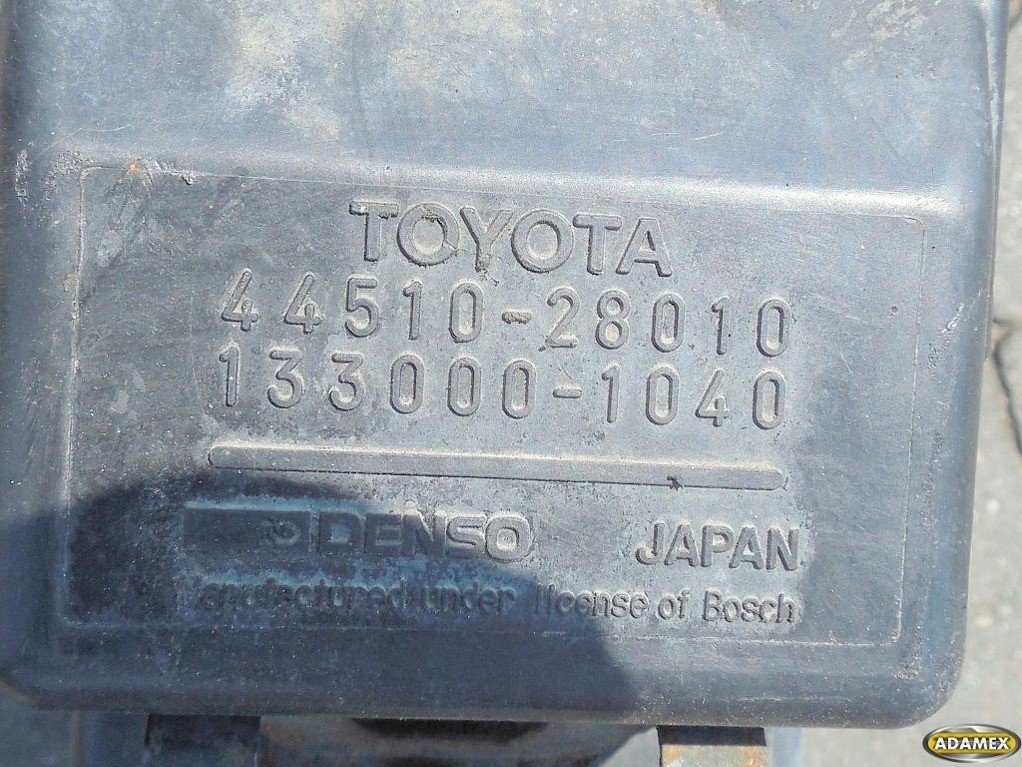 TOYOTA
44510-28010
133000-1040
DENSO JAPAN
Manufactured under license of Bosch
ADAMEX